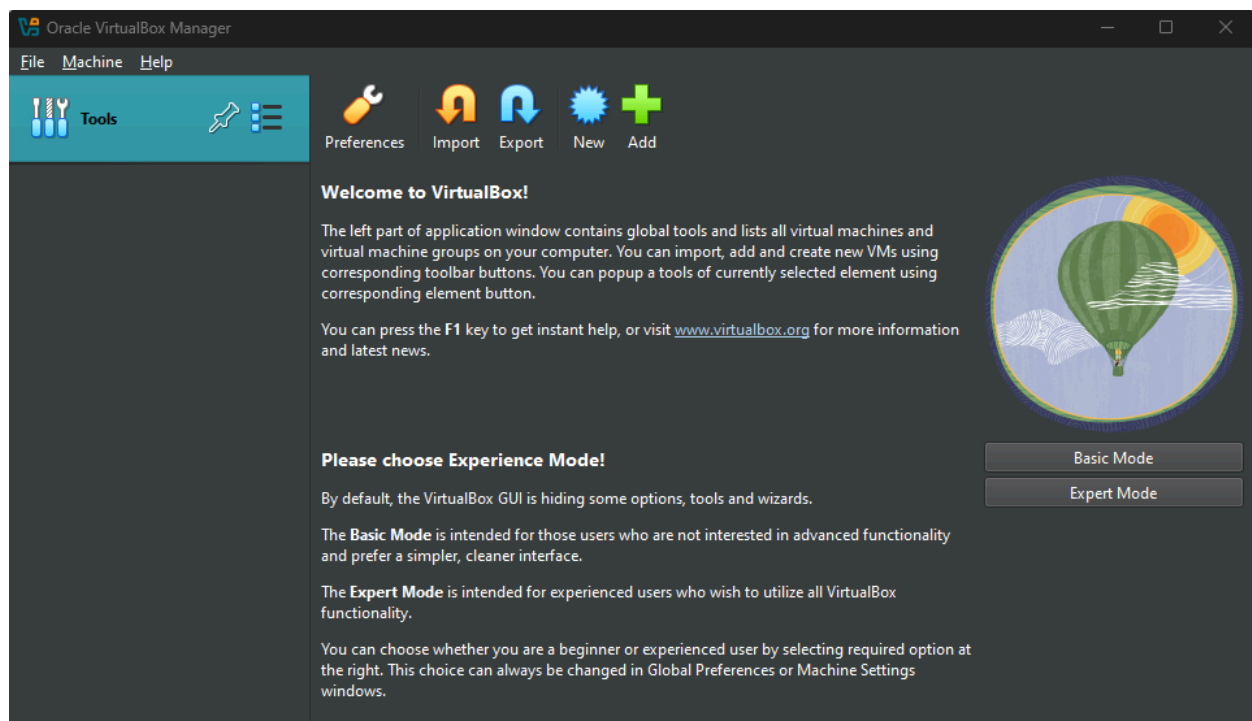 Oracle VirtualBox Manager
File Machine Help
Tools
Preferences Import Export New Add
Welcome to VirtualBox!
The left part of application window contains global tools and lists all virtual machines and
virtual machine groups on your computer. You can import, add and create new VMs using
corresponding toolbar buttons. You can popup a tools of currently selected element using
corresponding element button.
You can press the F1 key to get instant help, or visit www.virtualbox.org for more information
and latest news.
Please choose Experience Mode!
By default, the VirtualBox GUI is hiding some options, tools and wizards.
The Basic Mode is intended for those users who are not interested in advanced functionality
and prefer a simpler, cleaner interface.
The Expert Mode is intended for experienced users who wish to utilize all VirtualBox
functionality.
You can choose whether you are a beginner or experienced user by selecting required option at
the right. This choice can always be changed in Global Preferences or Machine Settings
windows.
Basic Mode
Expert Mode